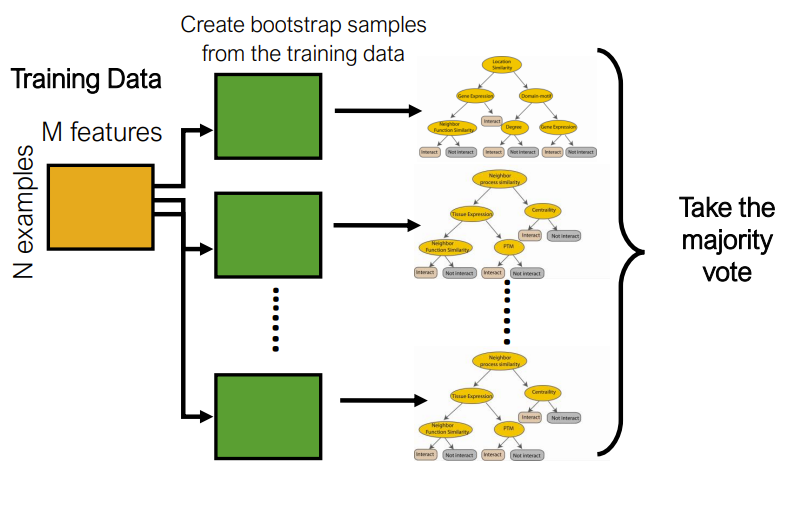 Create bootstrap samples
from the training data
Training Data
M features
N examples
Location
Similarity
Gene Expression
Domain-motif
Interact
Neighbor
Function Similarity
Degree
Gene Expression
Interact
Not interact
Interact
Not interact
Interact
Not interact
Neighbor
process similarity
Tissue Expression
Centrality
Interact
Not interact
Neighbor
Function Similarity
PTM
Interact
Not interact
Interact
Not interact
Neighbor
process similarity
Tissue Expression
Centrality
Interact
Not interact
Neighbor
Function Similarity
PTM
Interact
Not interact
Interact
Not interact
Take the
majority
vote